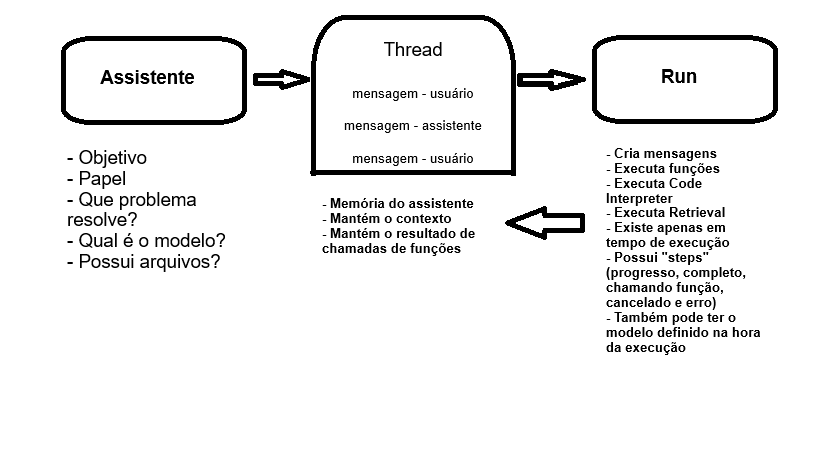 Assistente
- Objetivo
- Papel
- Que problema
resolve?
- Qual é o modelo?
- Possui arquivos?
Thread
mensagem - usuário
mensagem - assistente
mensagem - usuário
- Memória do assistente
- Mantém o contexto
- Mantém o resultado de
chamadas de funções
Run
- Cria mensagens
- Executa funções
- Executa Code
Interpreter
- Executa Retrieval
- Existe apenas em
tempo de execução
- Possui "steps"
(progresso, completo,
chamando função,
cancelado e erro)
- Também pode ter o
modelo definido na hora
da execução